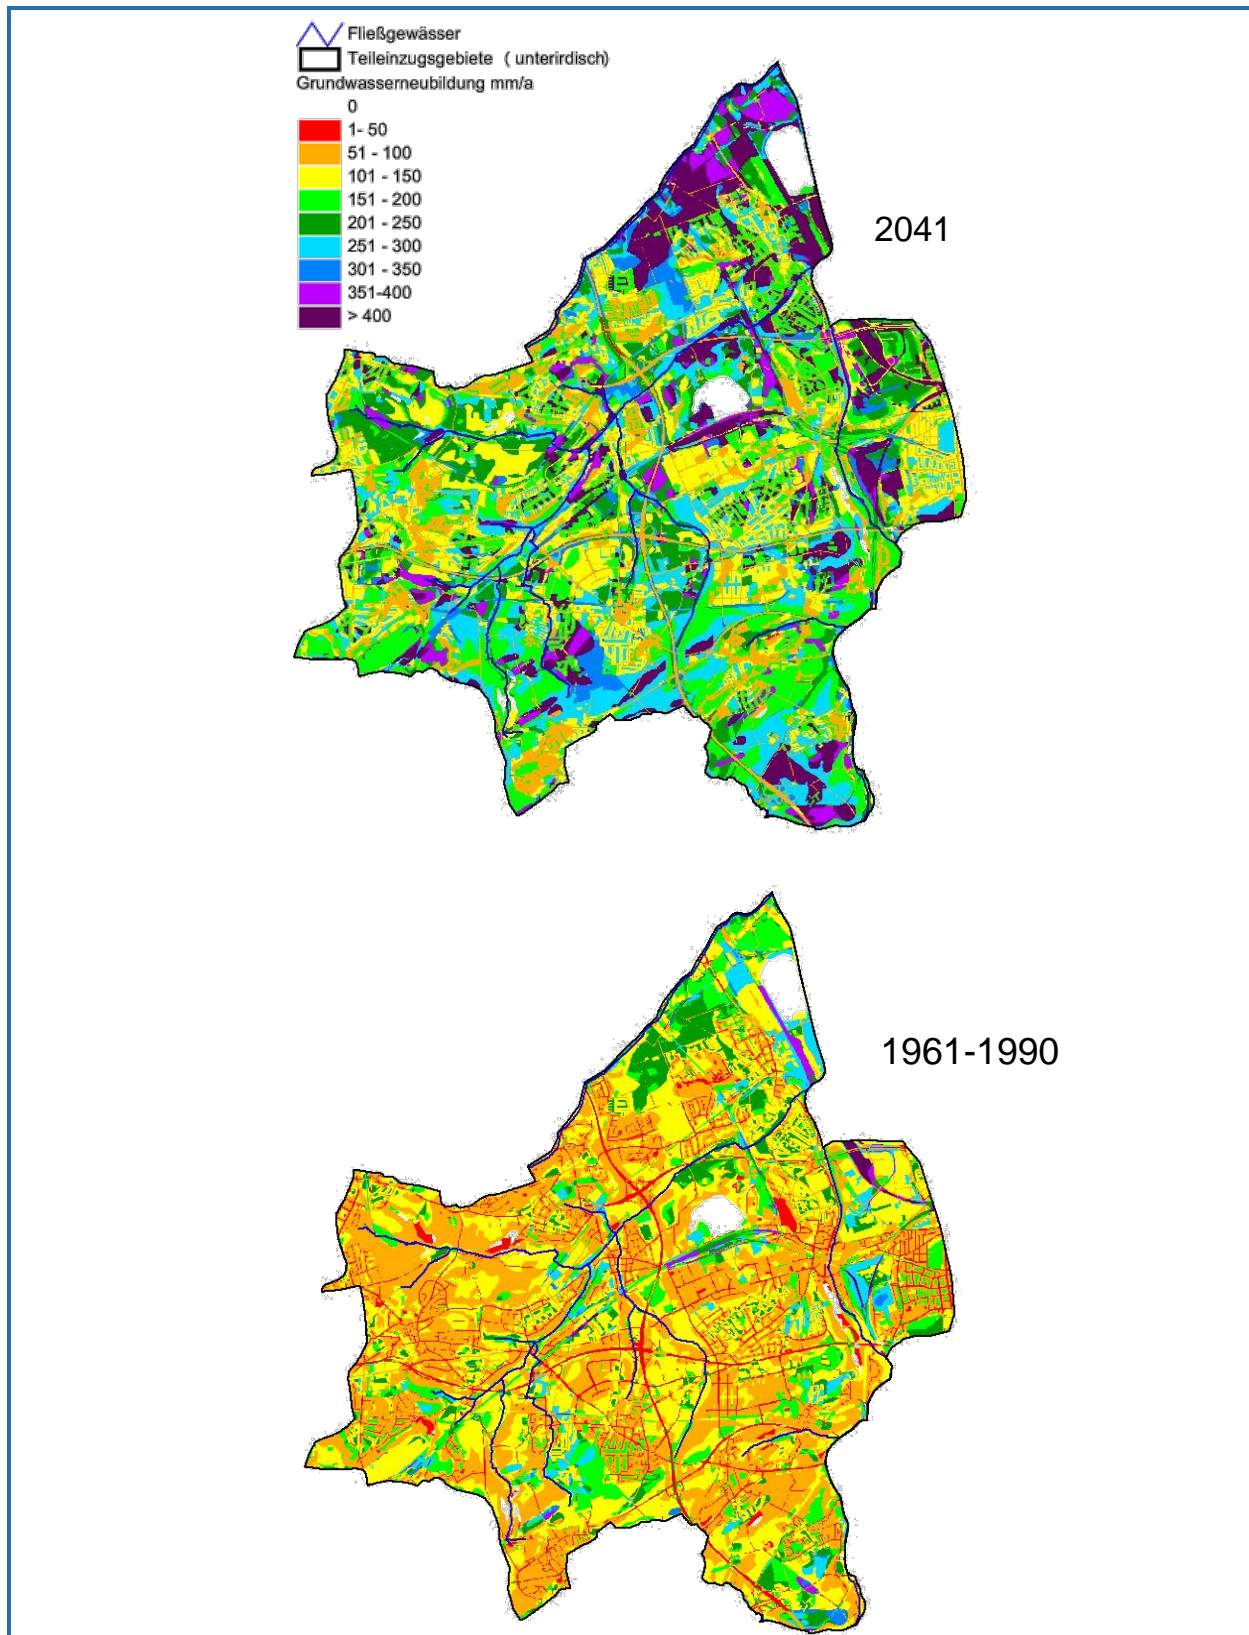 Fließgewässer
Teileinzugsgebiete ( unterirdisch)
Grundwasserneubildung mm/a
0
1- 50
51 - 100
101 - 150
151 - 200
201 - 250
251 - 300
301 - 350
351-400
> 400
2041
1961-1990